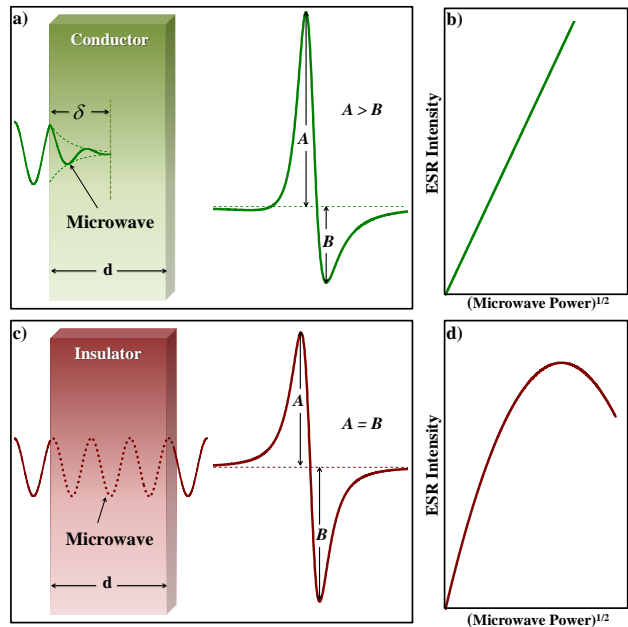 a)
Conductor
δ
Microwave
d
A
A > B
B
b)
ESR Intensity
(Microwave Power)1/2
c)
Insulator
Microwave
d
A
A = B
B
d)
ESR Intensity
(Microwave Power)1/2